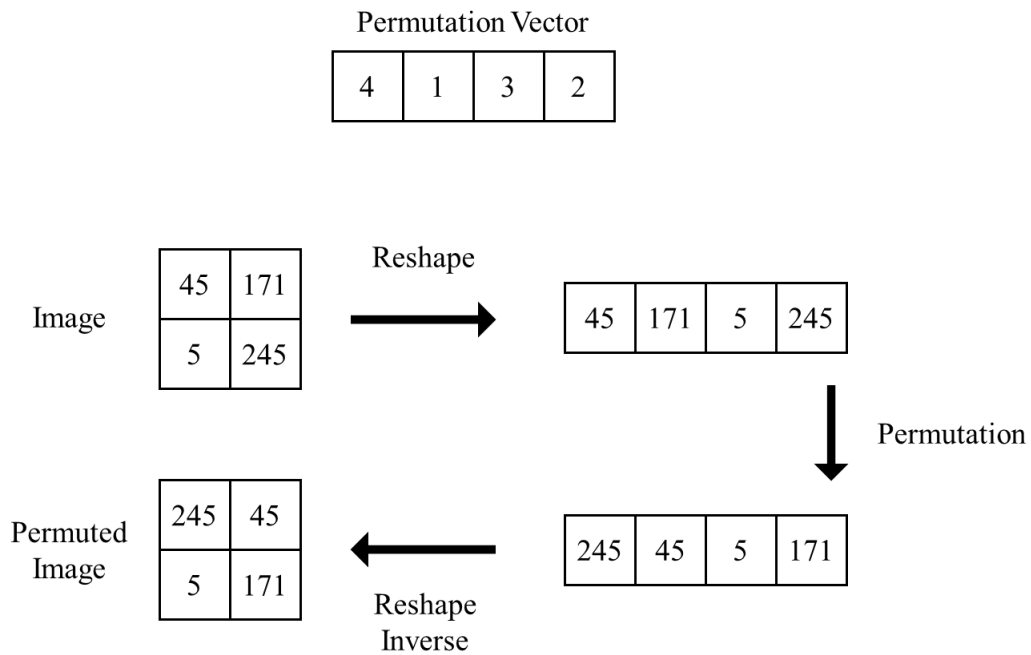 Permutation Vector
4 1 3 2
Reshape
45 171
Image
5 245
45 171 5 245
Permutation
245 45
Permuted
Image
5 171
245 45 5 171
Reshape
Inverse